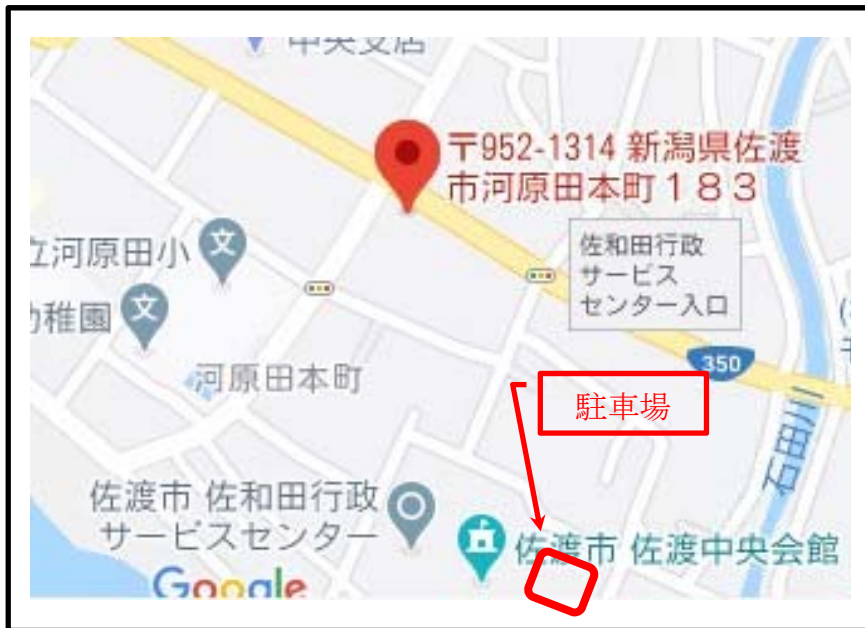 中央支店
〒952-1314 新潟県佐渡
市河原田本町183
立河原田小
佐和田行政
サービス
センター入口
稚園
350
河原田本町
駐車場
石田川
佐渡市 佐和田行政
サービスセンター
佐渡市 佐渡中央会館
Google